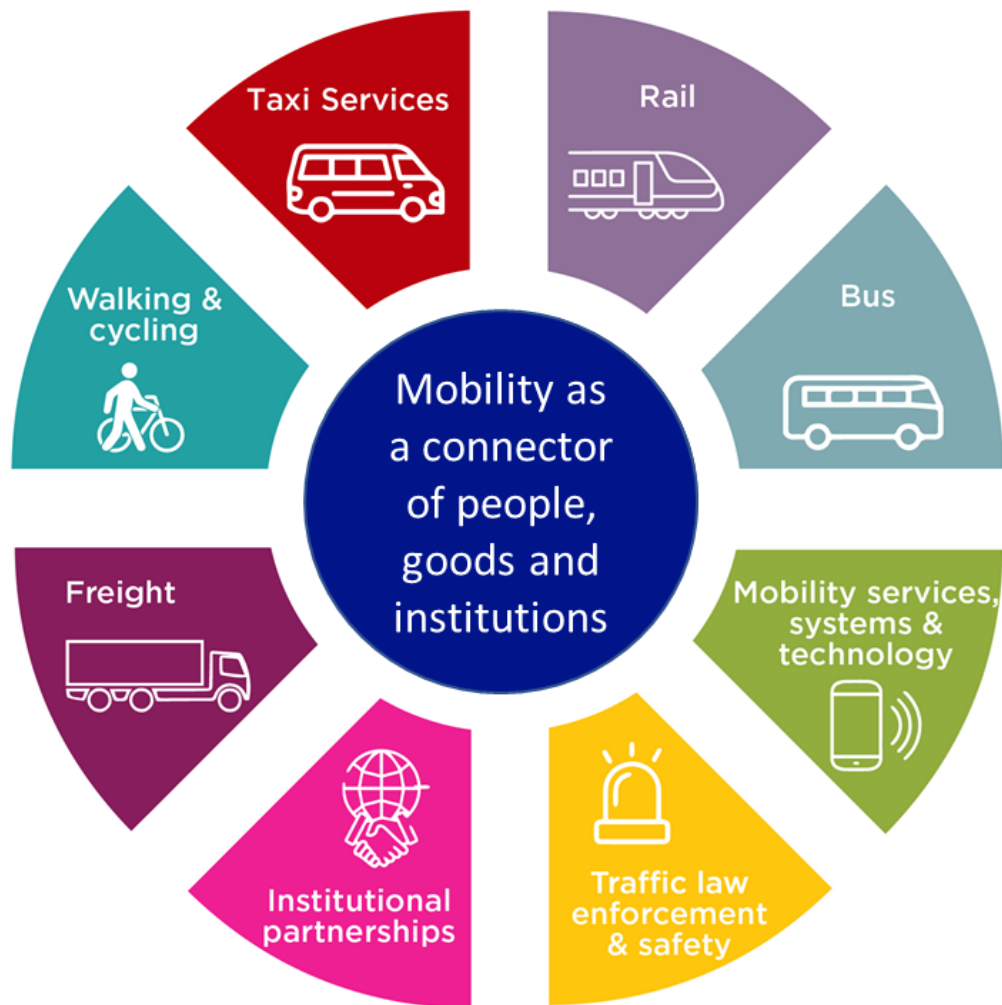 Taxi Services
Rail
Bus
Mobility services,
systems &
technology
Traffic law
enforcement
& safety
Institutional
partnerships
Freight
Walking &
cycling
Mobility as
a connector
of people,
goods and
institutions